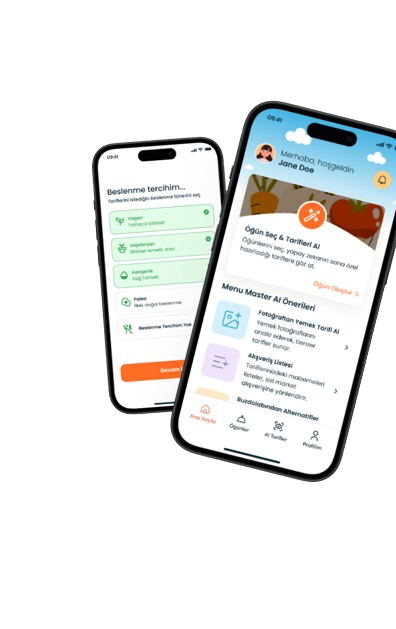 09:41
Beslenme tercihim...
Tariflerini istediğin beslenme türlerini seç
Vegan
Yalnızca bitkisel
Vejetaryen
Bitkisel temelli, esnek
Ketojenik
Yağ Temelli
Paleo
İlkel, doğal beslenme
Beslenme Tercihim Yok
Devam
09:41
Merhaba, hoşgeldin
Jane Doe
Öğün Seç & Tarifleri Al
Öğünlerini seç, yapay zekanın sana özel
hazırladığı tariflere göz at.
Öğün Oluştur
Menu Master AI Önerileri
Fotoğraftan Yemek Tarifi Al
Yemek fotoğraflarını
analiz ederek, benzer
tarifler sunar.
Alışveriş Listesi
Tariflerinizdeki malzemeleri
listeler, sizi market
alışverişine yönlendirir.
Buzdolabından Alternatifler
Ana Sayfa
Öğünler
AI Tarifler
Profilim